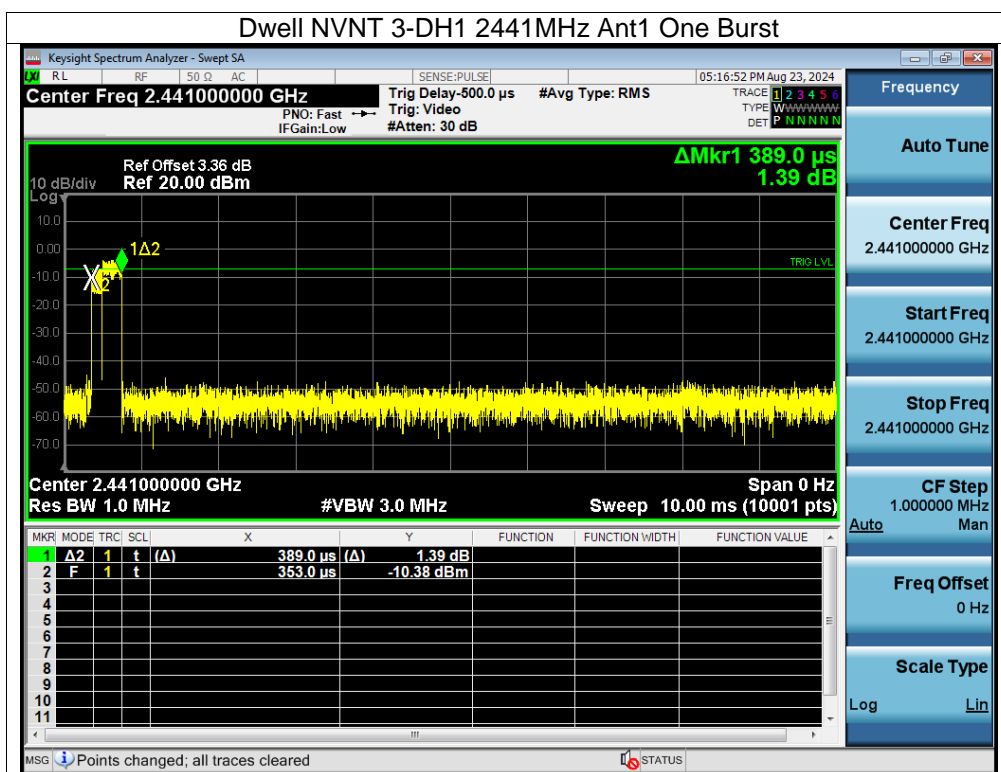 Dwell NVNT 3-DH1 2441MHz Ant1 One Burst
Keysight Spectrum Analyzer - Swept SA
LXI RL RF 50 Ω AC SENSE:PULSE 05:16:52 PM Aug 23, 2024
Center Freq 2.441000000 GHz Trig Delay-500.0 µs #Avg Type: RMS TRACE 1 2 3 4 5 6
PNO: Fast Trig: Video TYPE WWWWWWW
IFGain:Low #Atten: 30 dB DET P N N N N N
ΔMkr1 389.0 µs
1.39 dB
Ref Offset 3.36 dB
10 dB/div Ref 20.00 dBm
Log
10.0
0.00
1Δ2
TRIG LVL
-10.0
X2
-20.0
-30.0
-40.0
-50.0
-60.0
-70.0
Center 2.441000000 GHz Span 0 Hz
Res BW 1.0 MHz #VBW 3.0 MHz Sweep 10.00 ms (10001 pts)
MKR MODE TRC SCL X Y FUNCTION FUNCTION WIDTH FUNCTION VALUE
1 Δ2 1 t (Δ) 389.0 µs (Δ) 1.39 dB
2 F 1 t 353.0 µs -10.38 dBm
3
4
5
6
7
8
9
10
11
MSG Points changed; all traces cleared STATUS
Frequency
Auto Tune
Center Freq
2.441000000 GHz
Start Freq
2.441000000 GHz
Stop Freq
2.441000000 GHz
CF Step
1.000000 MHz
Auto Man
Freq Offset
0 Hz
Scale Type
Log Lin